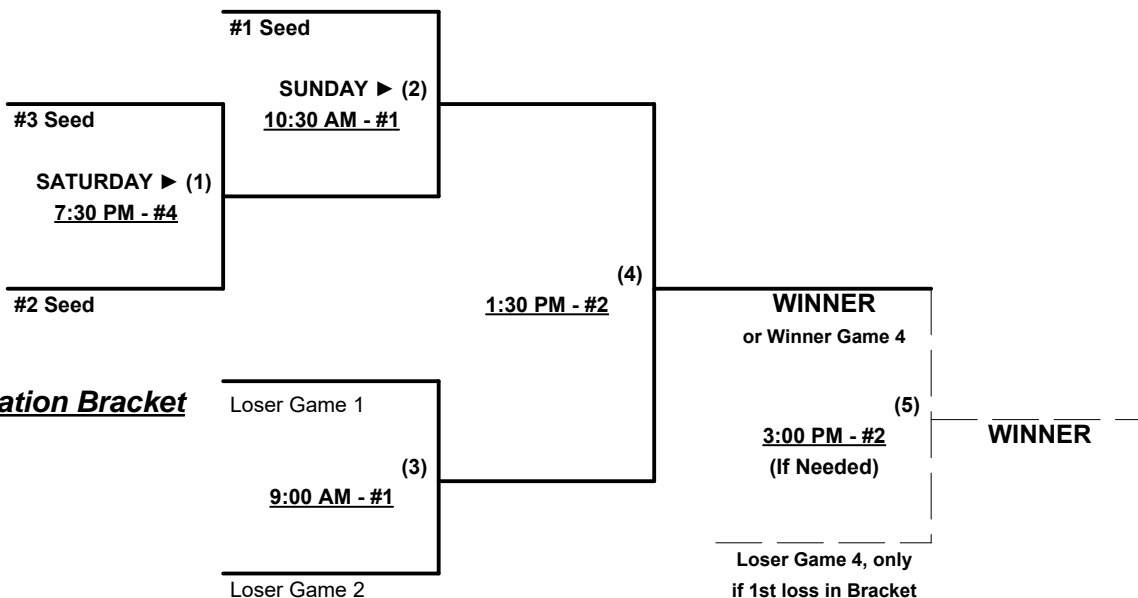 #1 Seed
SUNDAY ► (2)
10:30 AM - #1
#3 Seed
SATURDAY ► (1)
7:30 PM - #4
#2 Seed
(4)
1:30 PM - #2
WINNER
or Winner Game 4
ation Bracket
Loser Game 1
(3)
9:00 AM - #1
Loser Game 2
(5)
3:00 PM - #2
(If Needed)
WINNER
Loser Game 4, only
if 1st loss in Bracket